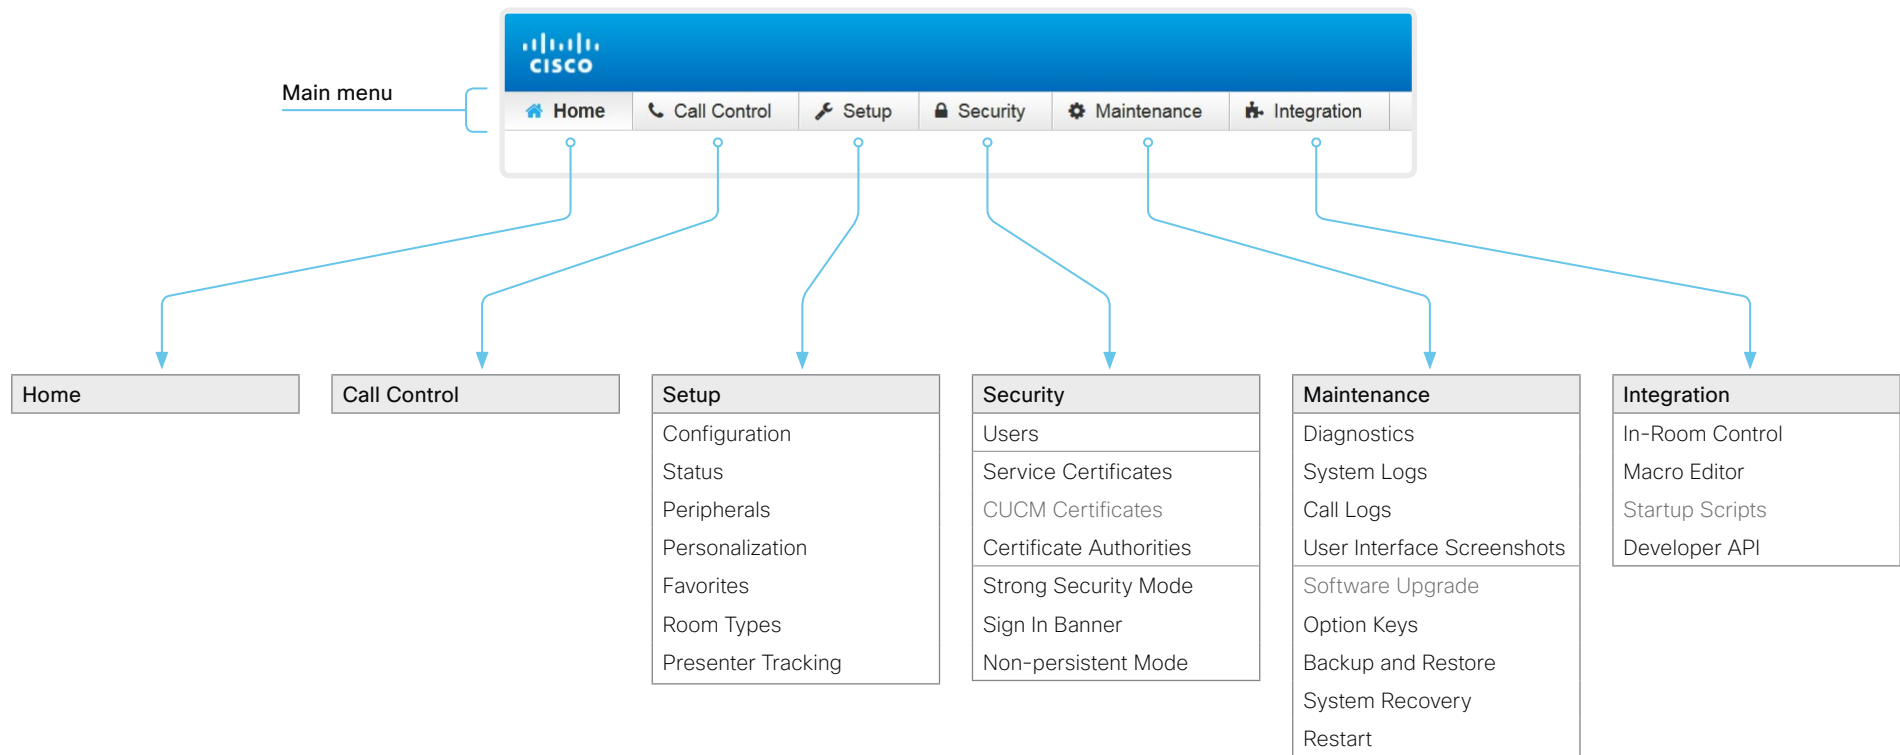 CISCO
Main menu
Home Call Control Setup Security Maintenance Integration
Home
Call Control
Setup
Configuration
Status
Peripherals
Personalization
Favorites
Room Types
Presenter Tracking
Security
Users
Service Certificates
CUCM Certificates
Certificate Authorities
Strong Security Mode
Sign In Banner
Non-persistent Mode
Maintenance
Diagnostics
System Logs
Call Logs
User Interface Screenshots
Software Upgrade
Option Keys
Backup and Restore
System Recovery
Restart
Integration
In-Room Control
Macro Editor
Startup Scripts
Developer API